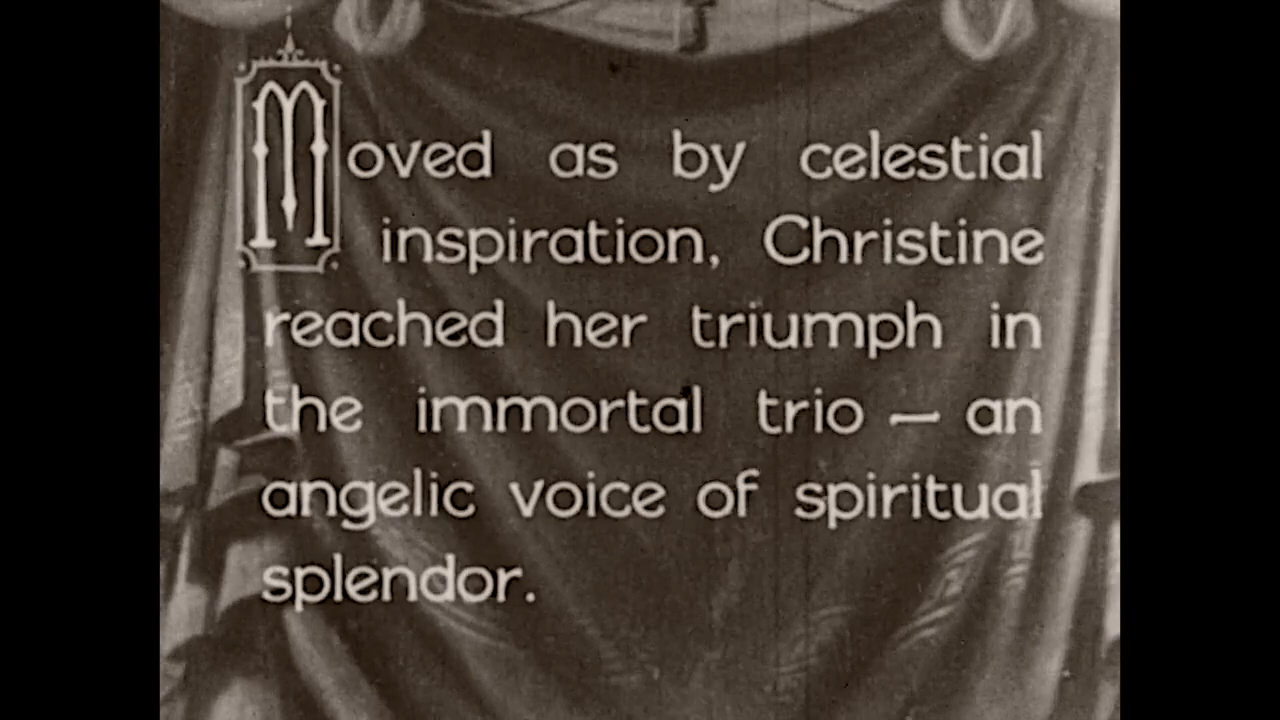 Moved as by celestial
inspiration, Christine
reached her triumph in
the immortal trio — an
angelic voice of spiritual
splendor.